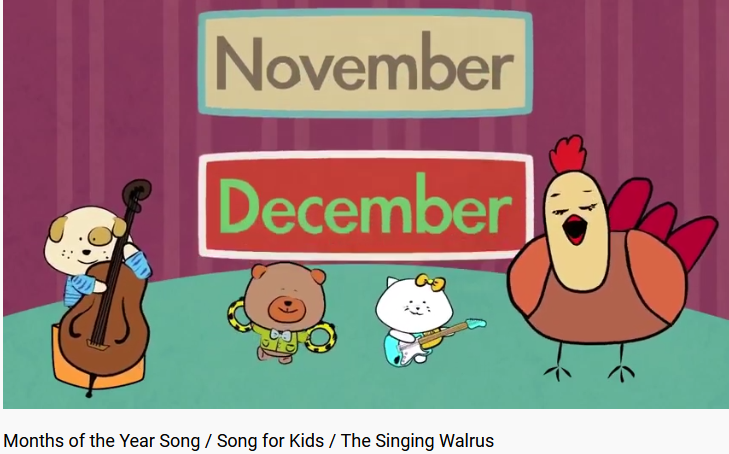 November
December
Months of the Year Song / Song for Kids / The Singing Walrus